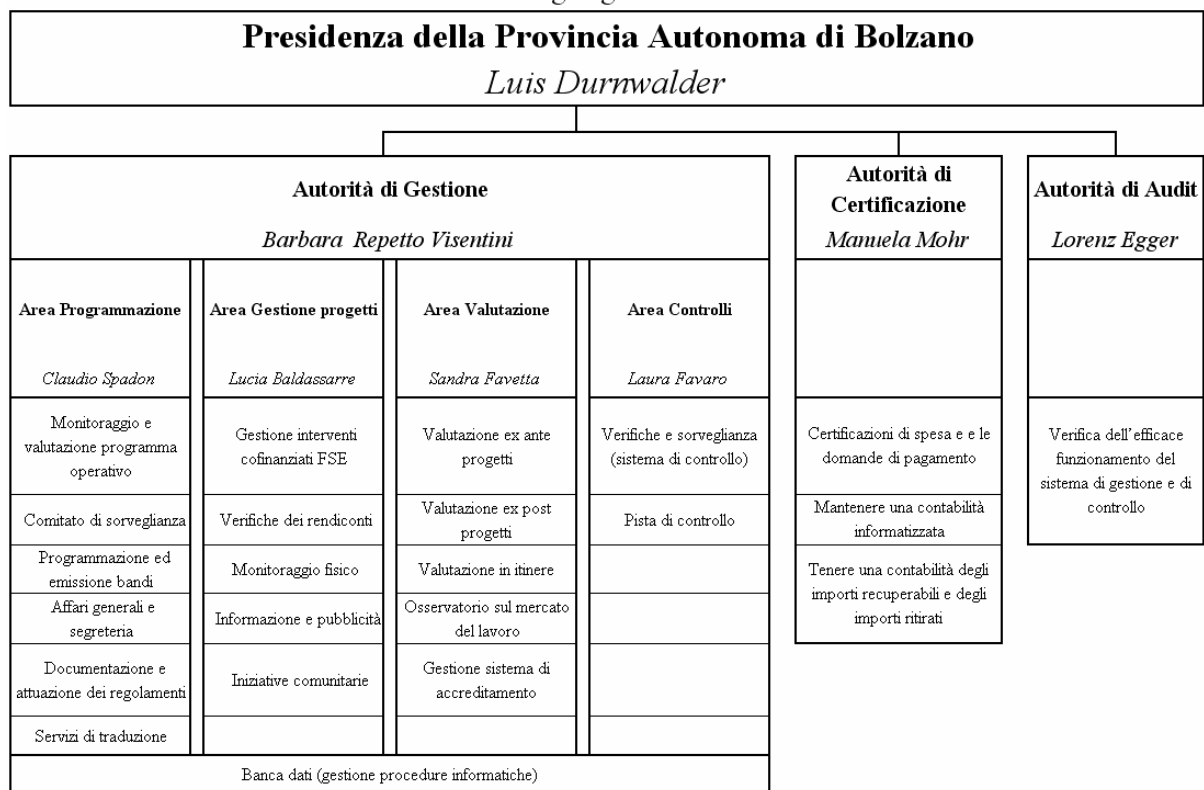 Presidenza della Provincia Autonoma di Bolzano
Luis Durnwalder
Autorità di Gestione
Barbara Repetto Visentini
Autorità di
Certificazione
Manuela Mohr
Autorità di Audit
Lorenz Egger
Area Programmazione
Claudio Spadon
Area Gestione progetti
Lucia Baldassarre
Area Valutazione
Sandra Favetta
Area Controlli
Laura Favaro
Monitoraggio e
valutazione programma
operativo
Gestione interventi
cofinanziati FSE
Valutazione ex ante
progetti
Verifiche e sorveglianza
(sistema di controllo)
Certificazioni di spesa e e le
domande di pagamento
Verifica dell'efficace
funzionamento del
sistema di gestione e di
controllo
Comitato di sorveglianza
Verifiche dei rendiconti
Valutazione ex post
progetti
Pista di controllo
Mantenere una contabilità
informatizzata
Programmazione ed
emissione bandi
Monitoraggio fisico
Valutazione in itinere
Tenere una contabilità degli
importi recuperabili e degli
importi ritirati
Affari generali e
segreteria
Informazione e pubblicità
Osservatorio sul mercato
del lavoro
Documentazione e
attuazione dei regolamenti
Iniziative comunitarie
Gestione sistema di
accreditamento
Servizi di traduzione
Banca dati (gestione procedure informatiche)